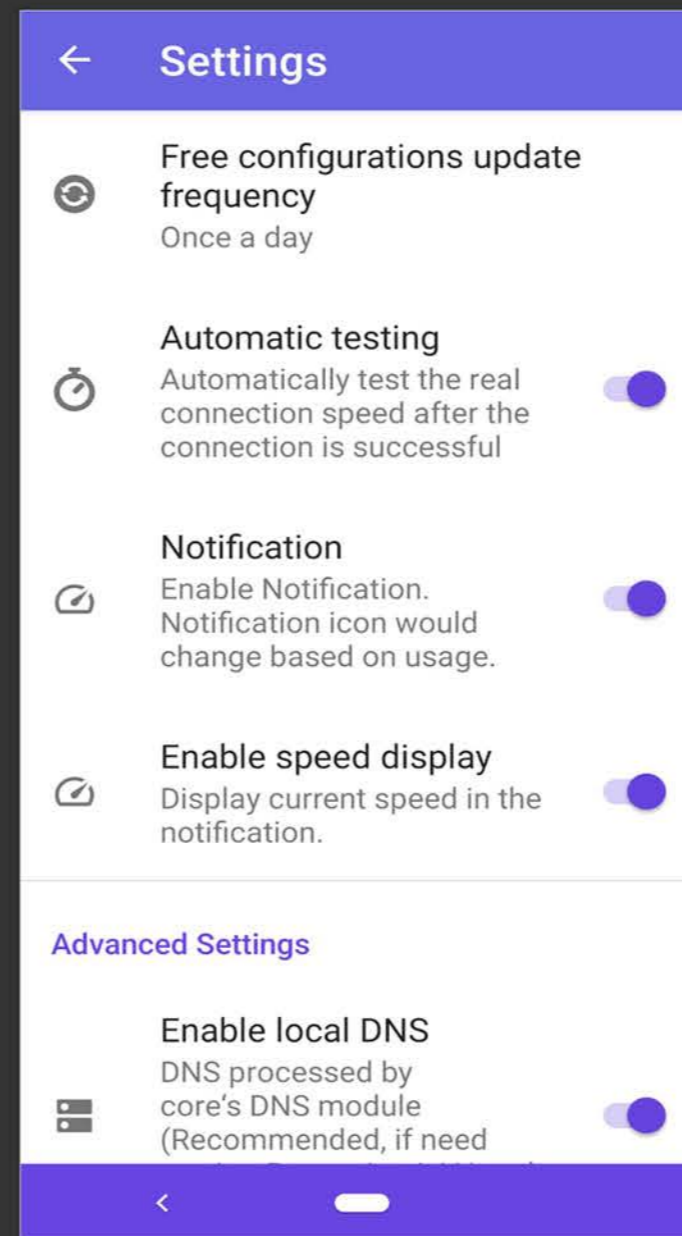 Settings
Free configurations update
frequency
Once a day
Automatic testing
Automatically test the real
connection speed after the
connection is successful
Notification
Enable Notification.
Notification icon would
change based on usage.
Enable speed display
Display current speed in the
notification.
Advanced Settings
Enable local DNS
DNS processed by
core‘s DNS module
(Recommended, if need